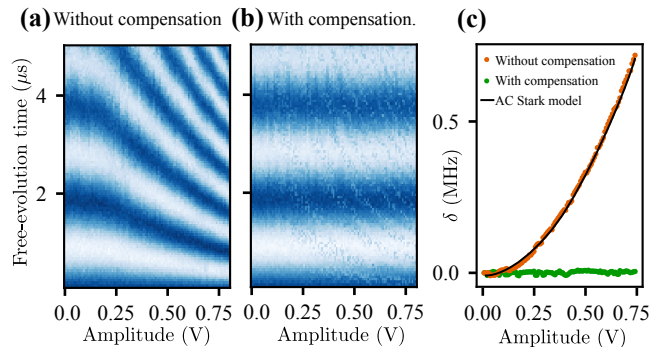 (a) Without compensation
(b) With compensation.
(c)
Free-evolution time (μs)
4
2
0.0 0.25 0.50 0.75
Amplitude (V)
0.0 0.25 0.50 0.75
Amplitude (V)
δ (MHz)
0.5
0.0
Without compensation
With compensation
AC Stark model
0.0 0.25 0.50 0.75
Amplitude (V)